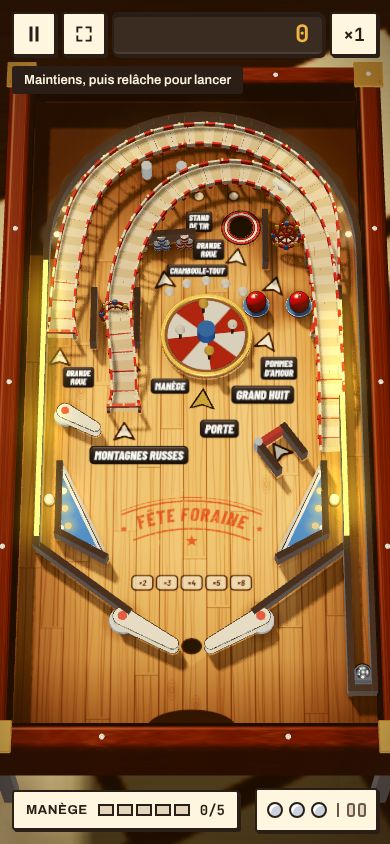 0
×1
Maintiens, puis relâche pour lancer
STAND
DE TIR
GRANDE
ROUE
CHAMBOULE-TOUT
GRANDE
ROUE
MANÈGE
POMMES
D'AMOUR
GRAND HUIT
PORTE
MONTAGNES RUSSES
FÊTE FORAINE
×2 ×3 ×4 ×5 ×8
MANÈGE 0/5